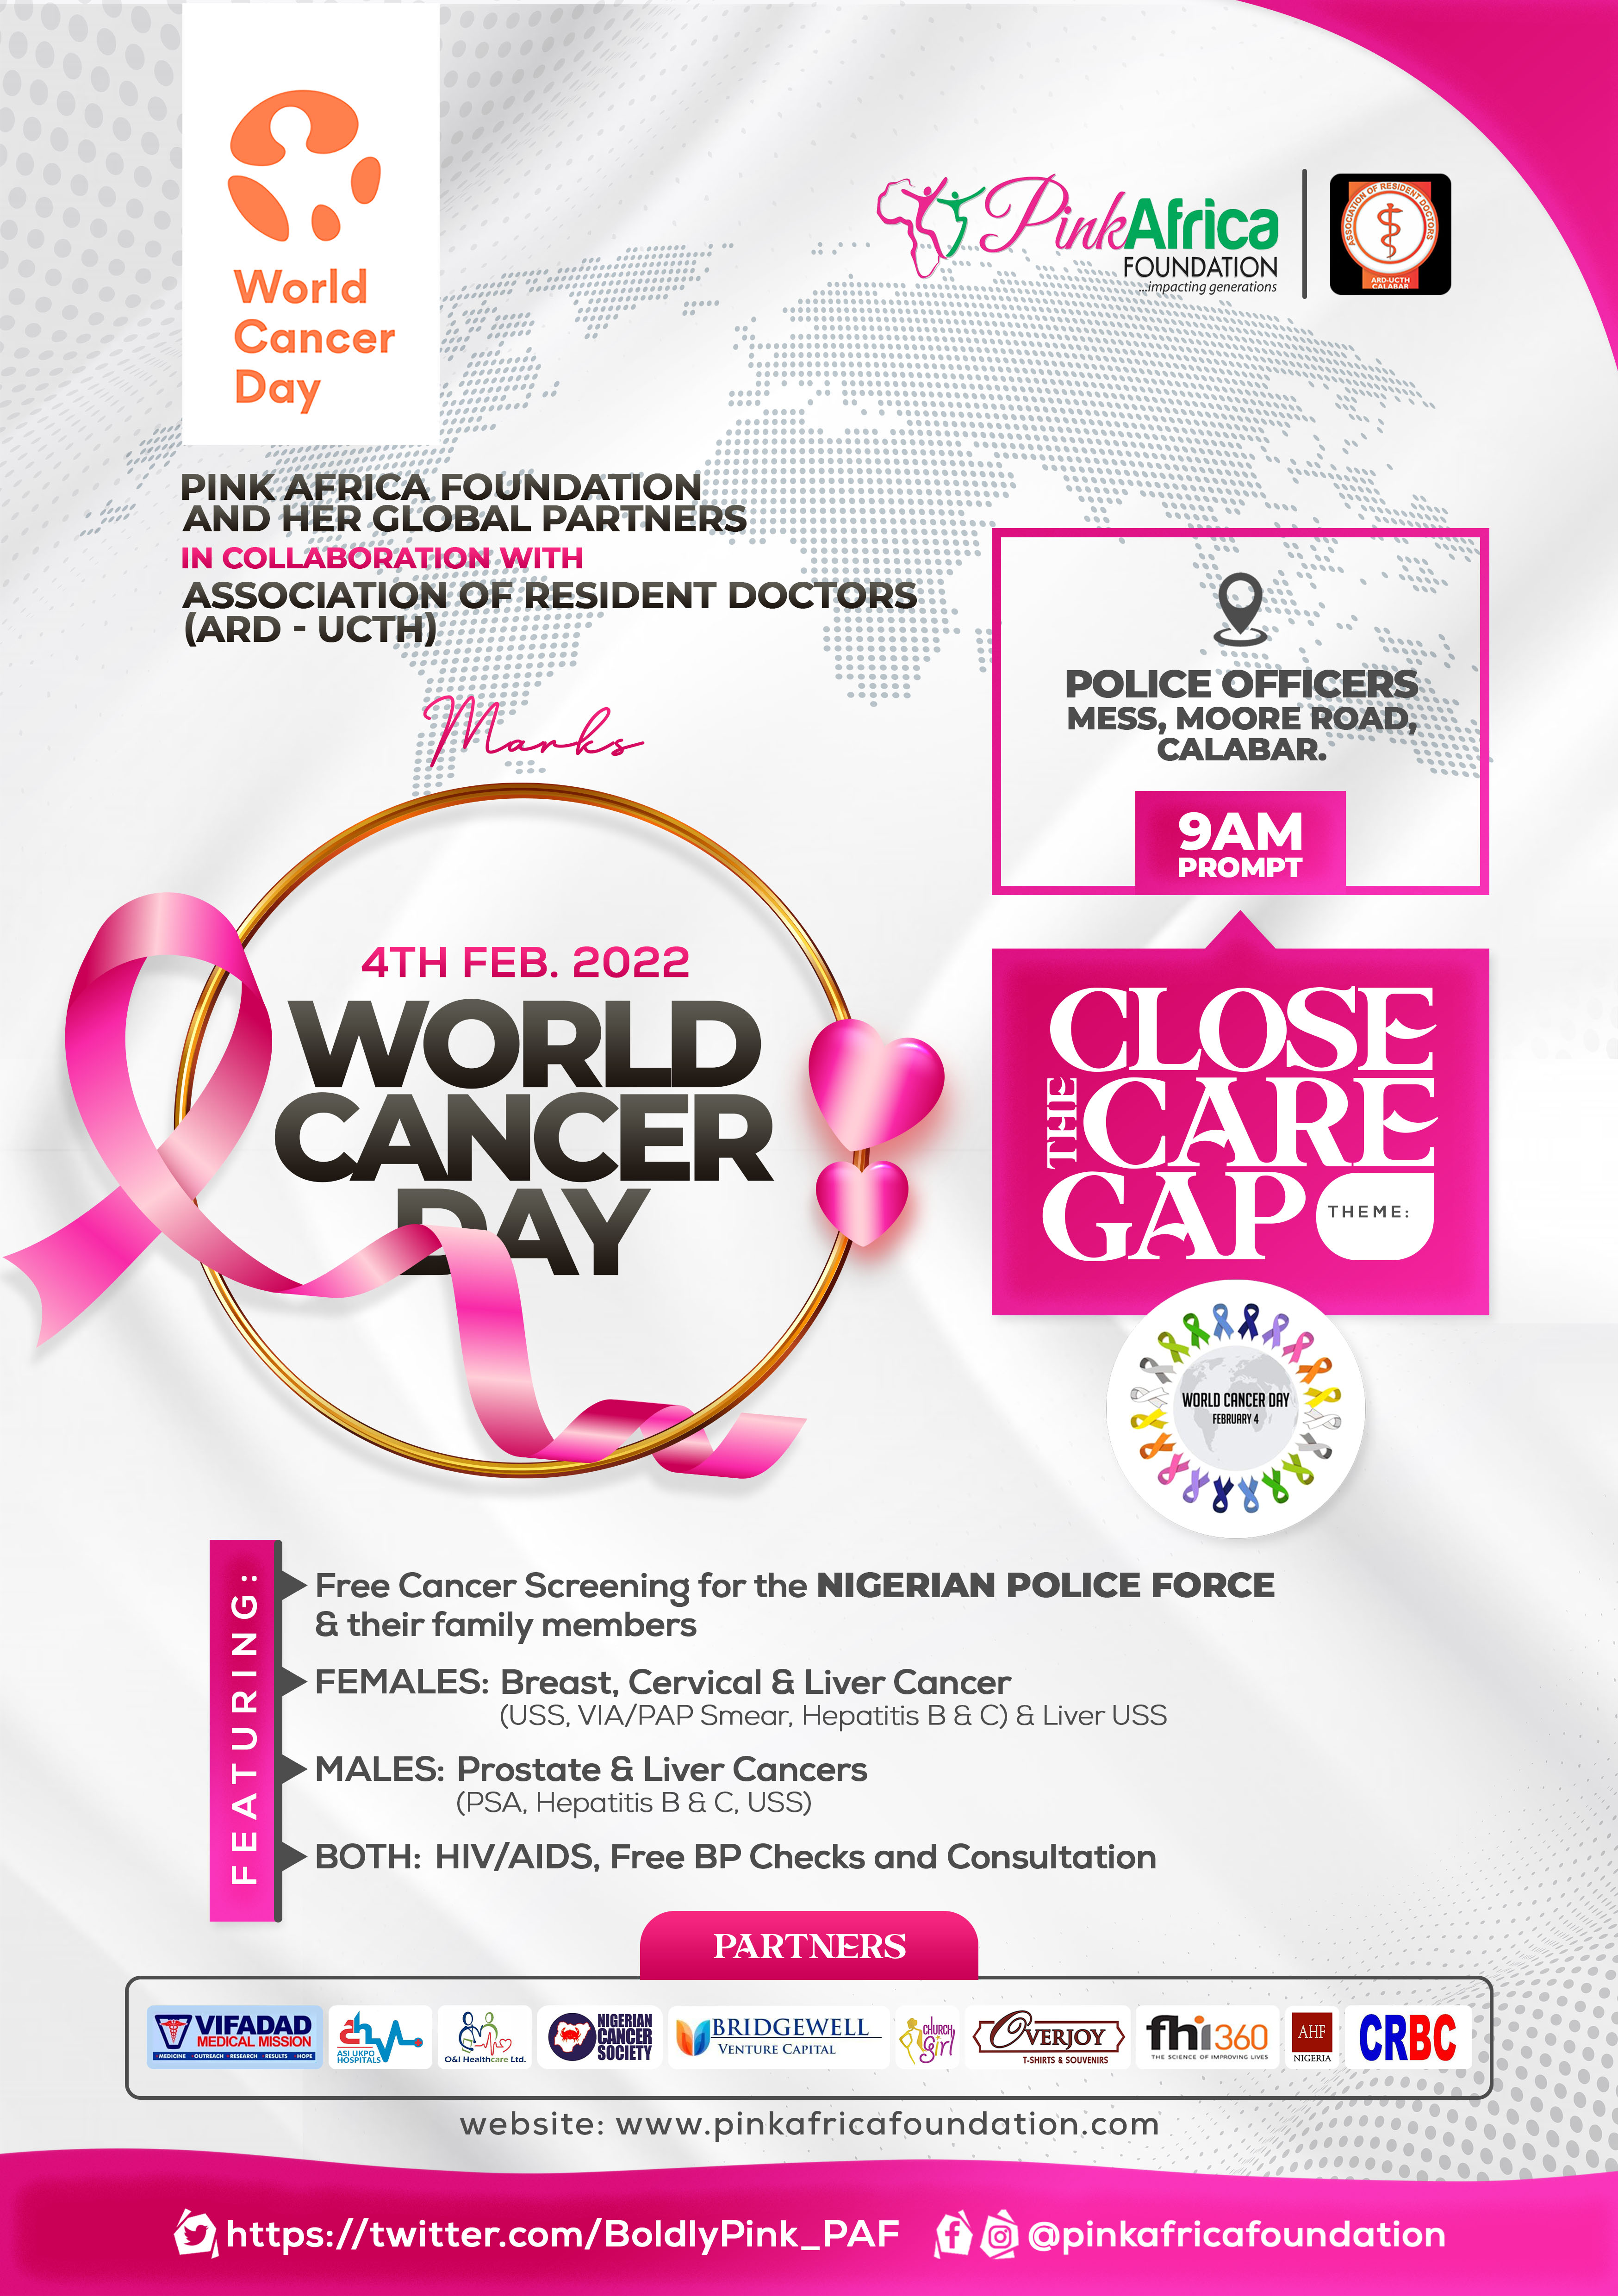 World
Cancer
Day
PinkAfrica
FOUNDATION
...impacting generations
ASSOCIATION OF RESIDENT DOCTORS
ARD-UCTH
CALABAR
PINK AFRICA FOUNDATION
AND HER GLOBAL PARTNERS
IN COLLABORATION WITH
ASSOCIATION OF RESIDENT DOCTORS
(ARD - UCTH)
Marks
4TH FEB. 2022
WORLD
CANCER
DAY
POLICE OFFICERS
MESS, MOORE ROAD,
CALABAR.
9AM
PROMPT
CLOSE
THE CARE
GAP
THEME:
WORLD CANCER DAY
FEBRUARY 4
FEATURING:
Free Cancer Screening for the NIGERIAN POLICE FORCE
& their family members
FEMALES: Breast, Cervical & Liver Cancer
(USS, VIA/PAP Smear, Hepatitis B & C) & Liver USS
MALES: Prostate & Liver Cancers
(PSA, Hepatitis B & C, USS)
BOTH: HIV/AIDS, Free BP Checks and Consultation
PARTNERS
VIFADAD
MEDICAL MISSION
MEDICINE OUTREACH RESEARCH RESULTS HOPE
ah
ASI UKPO
HOSPITALS
O&I Healthcare Ltd.
NIGERIAN
CANCER
SOCIETY
BRIDGEWELL
VENTURE CAPITAL
CHURCH
girl
OVERJOY
T-SHIRTS & SOUVENIRS
fhi 360
THE SCIENCE OF IMPROVING LIVES
AHF
NIGERIA
CRBC
website: www.pinkafricafoundation.com
https://twitter.com/BoldlyPink_PAF
@pinkafricafoundation